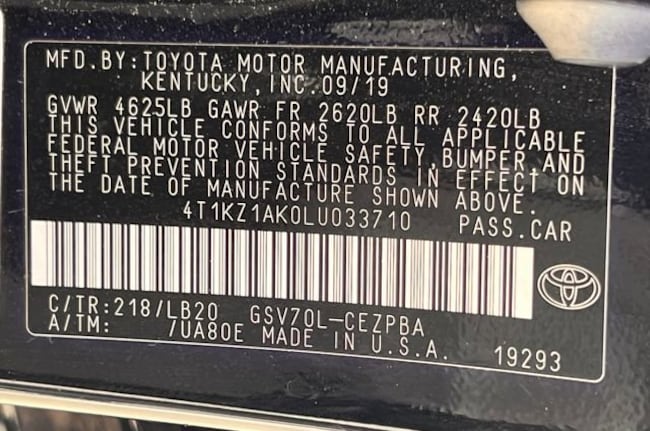 MFD.BY:TOYOTA MOTOR MANUFACTURING,
KENTUCKY, INC. 09/19
GVWR 4625LB GAWR FR 2620LB RR 2420LB
THIS VEHICLE CONFORMS TO ALL APPLICABLE
FEDERAL MOTOR VEHICLE SAFETY, BUMPER, AND
THEFT PREVENTION STANDARDS IN EFFECT ON
THE DATE OF MANUFACTURE SHOWN ABOVE.
4T1KZ1AK0LU033710 PASS.CAR
C/TR:218/LB20 GSV70L-CEZPBA
A/TM: /UA80E MADE IN U.S.A. 19293